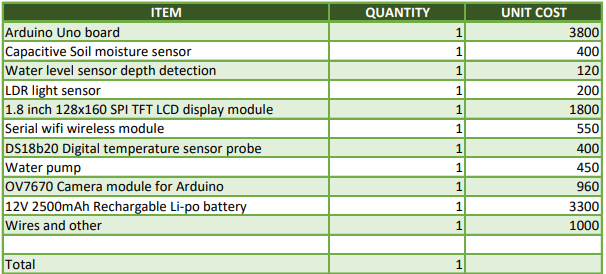 ITEM QUANTITY UNIT COST
Arduino Uno board 1 3800
Capacitive Soil moisture sensor 1 400
Water level sensor depth detection 1 120
LDR light sensor 1 200
1.8 inch 128x160 SPI TFT LCD display module 1 1800
Serial wifi wireless module 1 550
DS18b20 Digital temperature sensor probe 1 400
Water pump 1 450
OV7670 Camera module for Arduino 1 960
12V 2500mAh Rechargable Li-po battery 1 3300
Wires and other 1 1000
Total 1